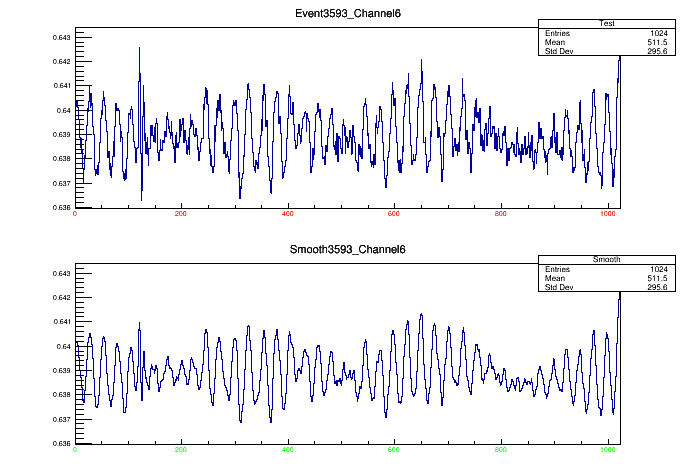 Event3593_Channel6
Test
Entries 1024
Mean 511.5
Std Dev 295.6
0.643
0.642
0.641
0.64
0.639
0.638
0.637
0.636
0 200 400 600 800 1000
Smooth3593_Channel6
Smooth
Entries 1024
Mean 511.5
Std Dev 295.6
0.643
0.642
0.641
0.64
0.639
0.638
0.637
0.636
0 200 400 600 800 1000